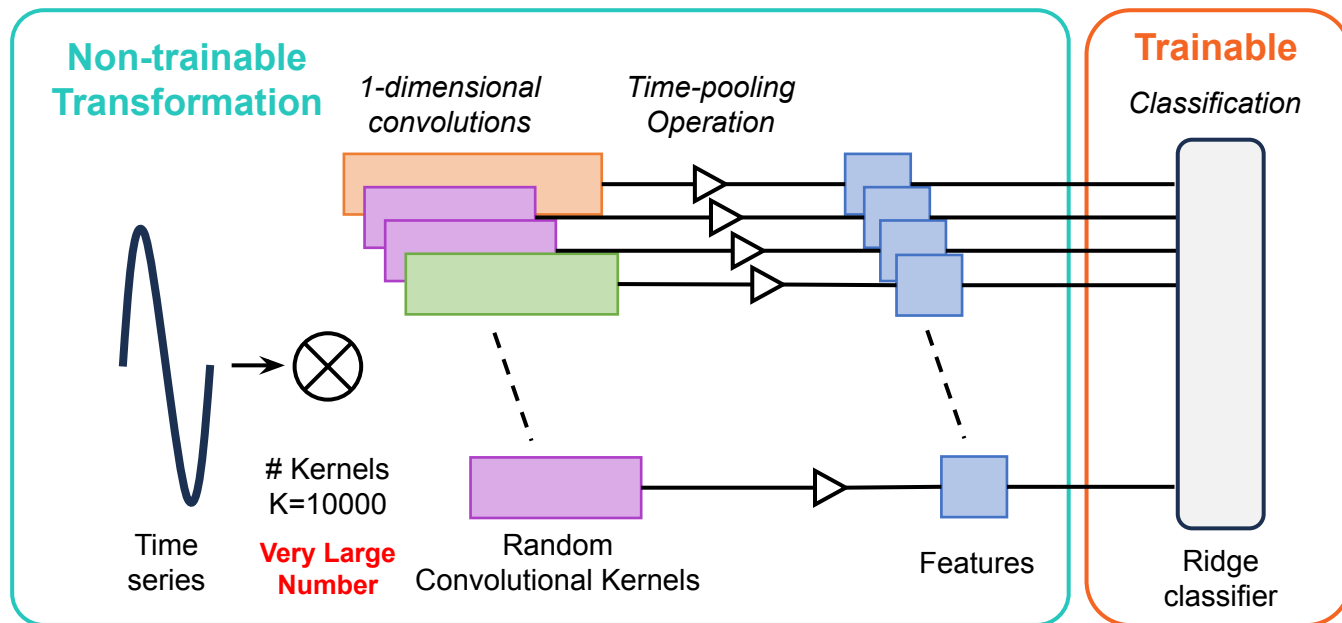 Non-trainable
Transformation
1-dimensional
convolutions
Time-pooling
Operation
Trainable
Classification
# Kernels
K=10000
Very Large
Number
Time
series
Random
Convolutional Kernels
Features
Ridge
classifier